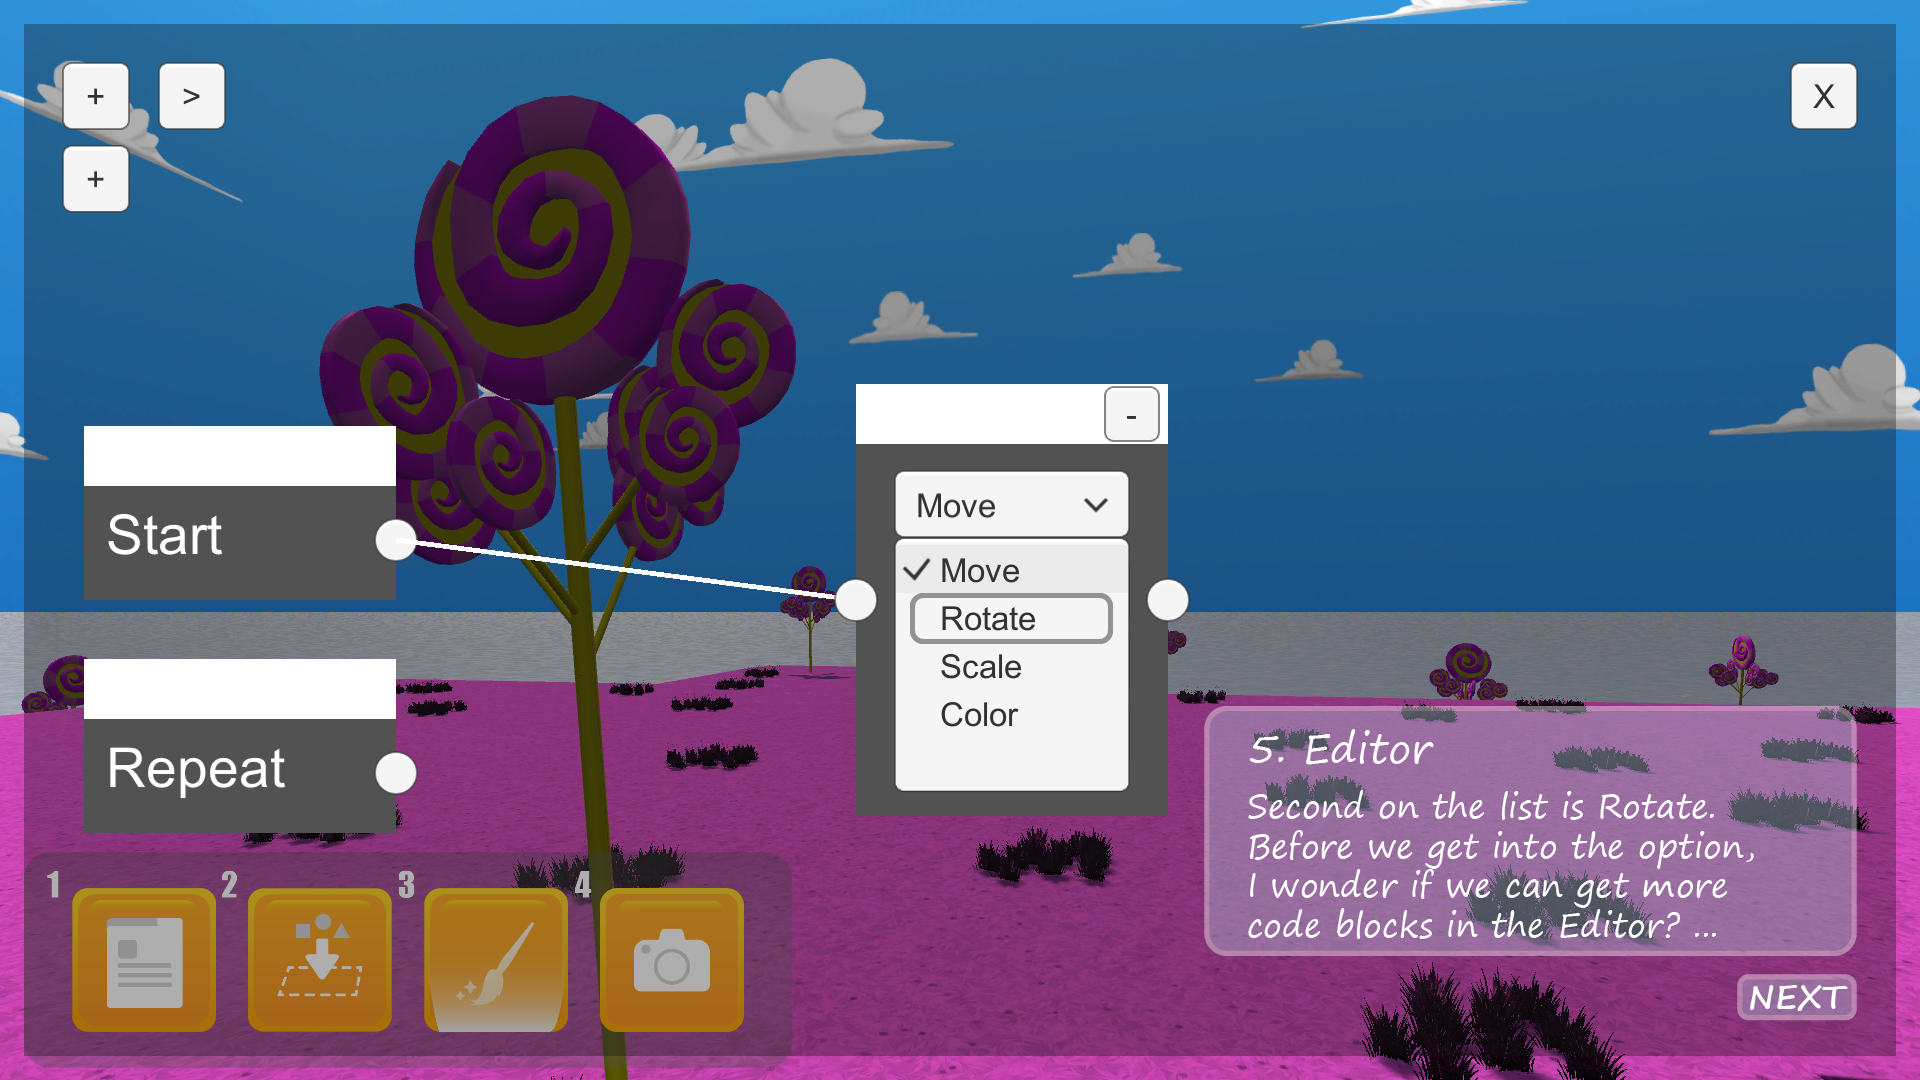 + >
X
+
-
Move
Start
Move
Rotate
Scale
Color
Repeat
5. Editor
Second on the list is Rotate.
Before we get into the option,
I wonder if we can get more
code blocks in the Editor? ...
1 2 3 4
NEXT